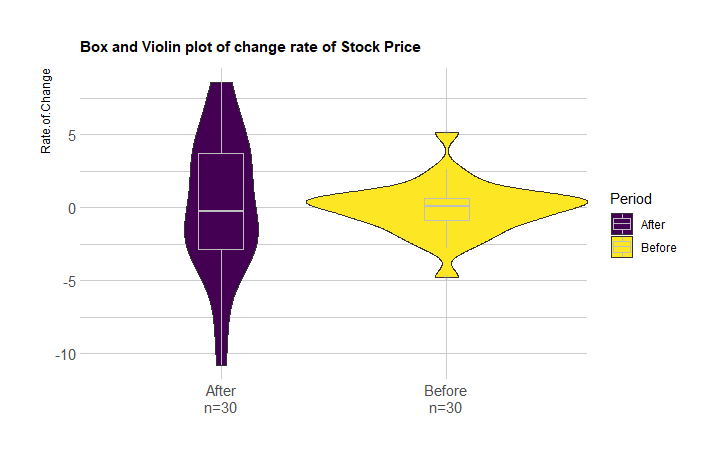 Box and Violin plot of change rate of Stock Price
Rate.of.Change
5
0
-5
-10
After
n=30
Before
n=30
Period
After
Before